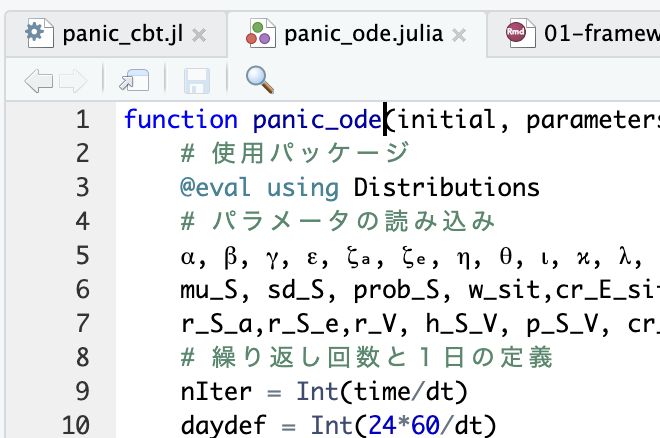 panic_cbt.jl × panic_ode.julia × 01-framew
1 function panic_ode(initial, parameters
2 # 使用パッケージ
3 @eval using Distributions
4 # パラメータの読み込み
5 α, β, γ, ε, ζₐ, ζₑ, η, θ, ι, ϰ, λ,
6 mu_S, sd_S, prob_S, w_sit,cr_E_sit
7 r_S_a,r_S_e,r_V, h_S_V, p_S_V, cr_
8 # 繰り返し回数と１日の定義
9 nIter = Int(time/dt)
10 daydef = Int(24*60/dt)